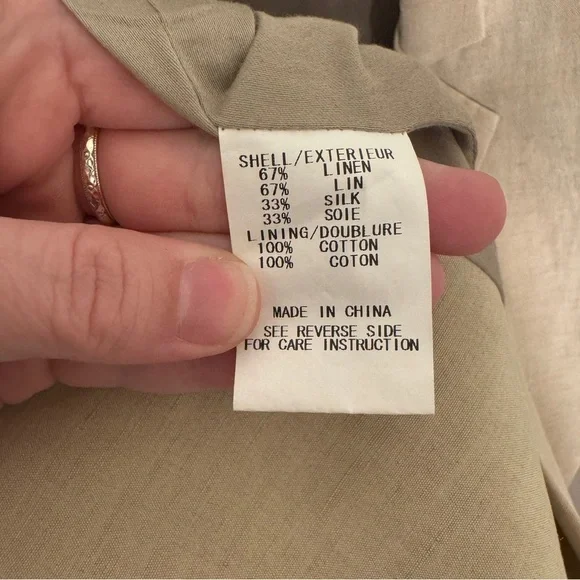 SHELL/EXTERIEUR
67% LINEN
67% LIN
33% SILK
33% SOIE
LINING/DOUBLURE
100% COTTON
100% COTON
MADE IN CHINA
SEE REVERSE SIDE
FOR CARE INSTRUCTION